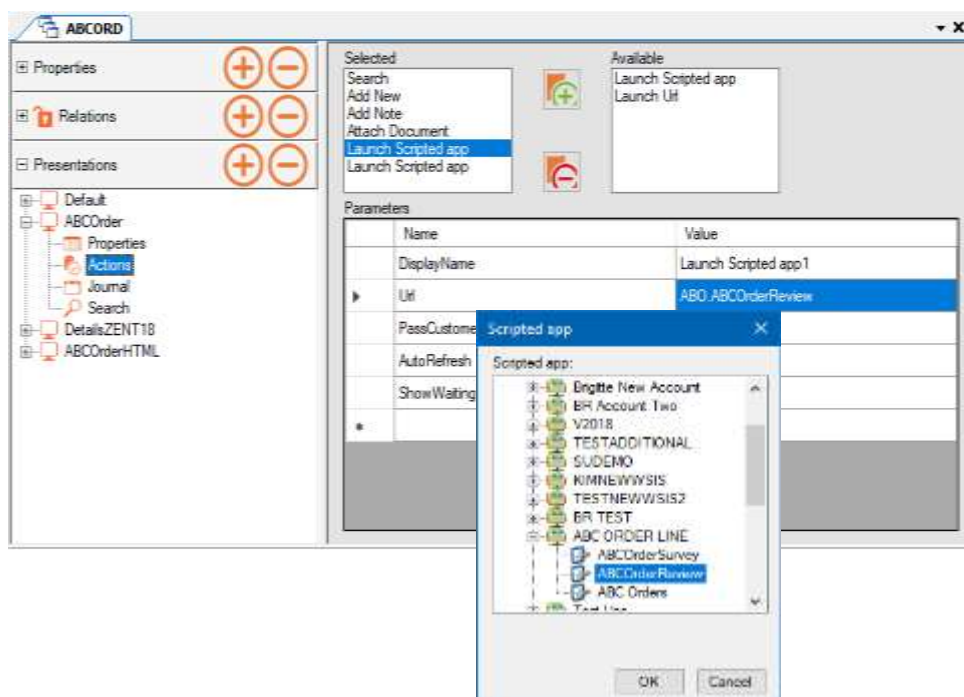 ABCORD
Properties
Relations
Presentations
Default
ABCOrder
Properties
Actions
Journal
Search
DetailsZENT18
ABCOrderHTML
Selected
Search
Add New
Add Note
Attach Document
Launch Scripted app
Launch Scripted app
Available
Launch Scripted app
Launch Url
Parameters
Name Value
DisplayName Launch Scripted app1
Url ABO.ABCOrderReview
PassCustome
AutoRefresh
ShowWaiting
Scripted app
Scripted app:
Brigitte New Account
BR Account Two
V2018
TESTADDITIONAL
SUDEMO
KIMNEWWSIS
TESTNEWWSIS2
BR TEST
ABC ORDER LINE
ABCOrderSurvey
ABCOrderReview
ABC Orders
OK Cancel